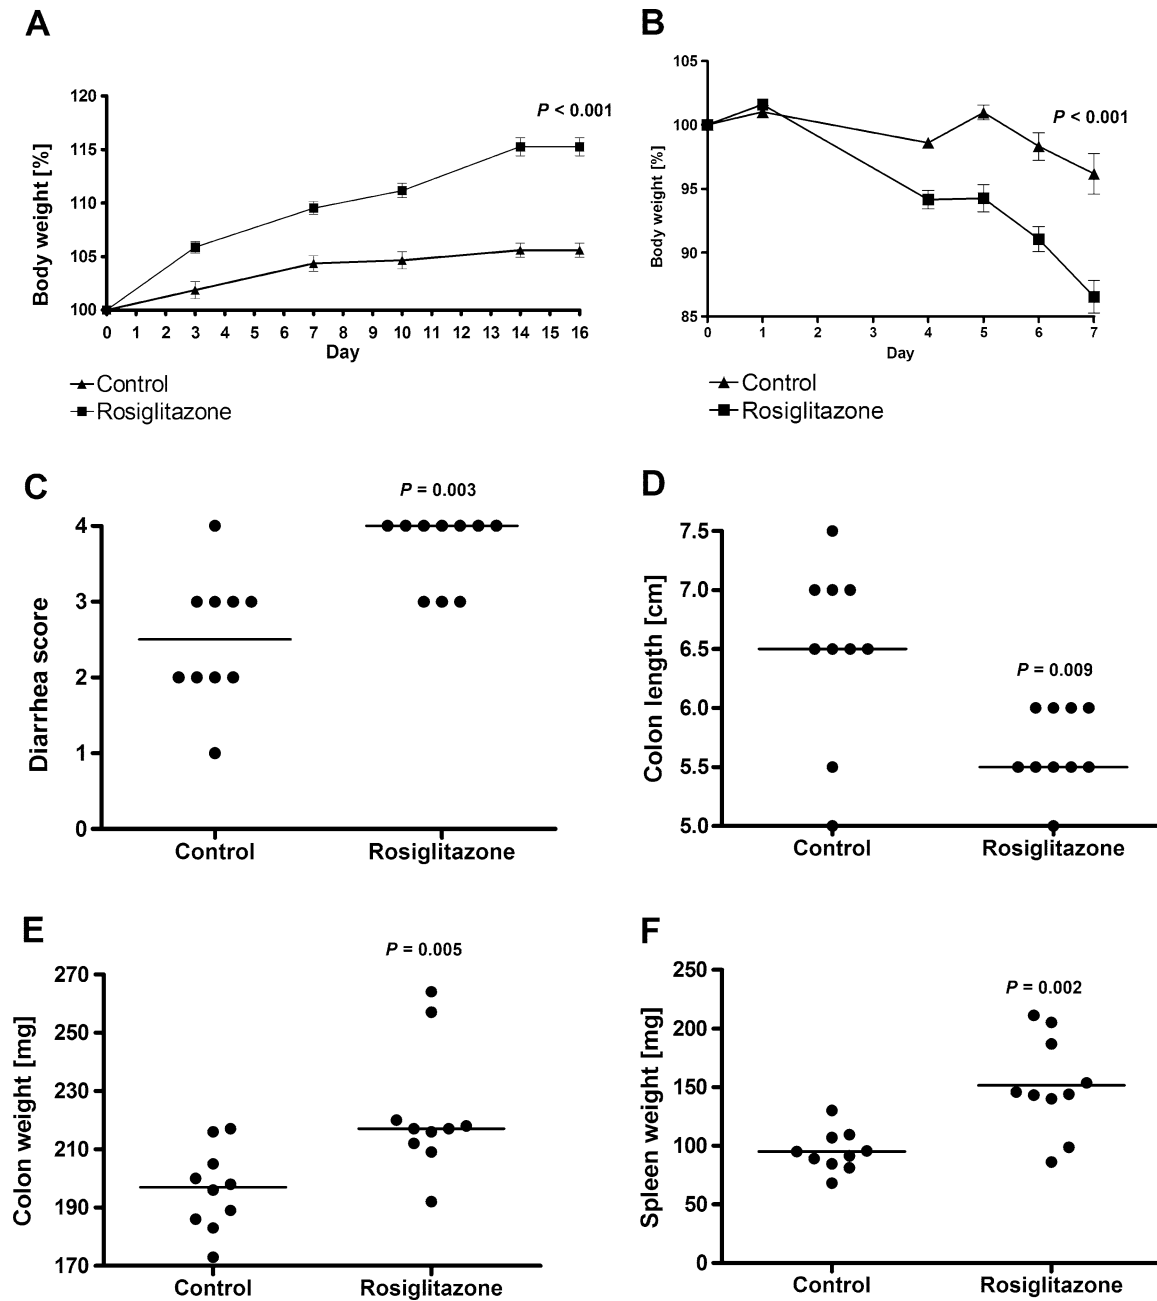 A
120
115
110
105
100
Body weight [%]
P < 0.001
0 1 2 3 4 5 6 7 8 9 10 11 12 13 14 15 16
Day
Control
Rosiglitazone
B
105
100
95
90
85
Body weight [%]
P < 0.001
0 1 2 3 4 5 6 7
Day
Control
Rosiglitazone
C
P = 0.003
4
3
2
1
0
Diarrhea score
Control Rosiglitazone
D
7.5
7.0
6.5
6.0
5.5
5.0
Colon length [cm]
P = 0.009
Control Rosiglitazone
E
P = 0.005
270
250
230
210
190
170
Colon weight [mg]
Control Rosiglitazone
F
250
200
150
100
50
0
Spleen weight [mg]
P = 0.002
Control Rosiglitazone